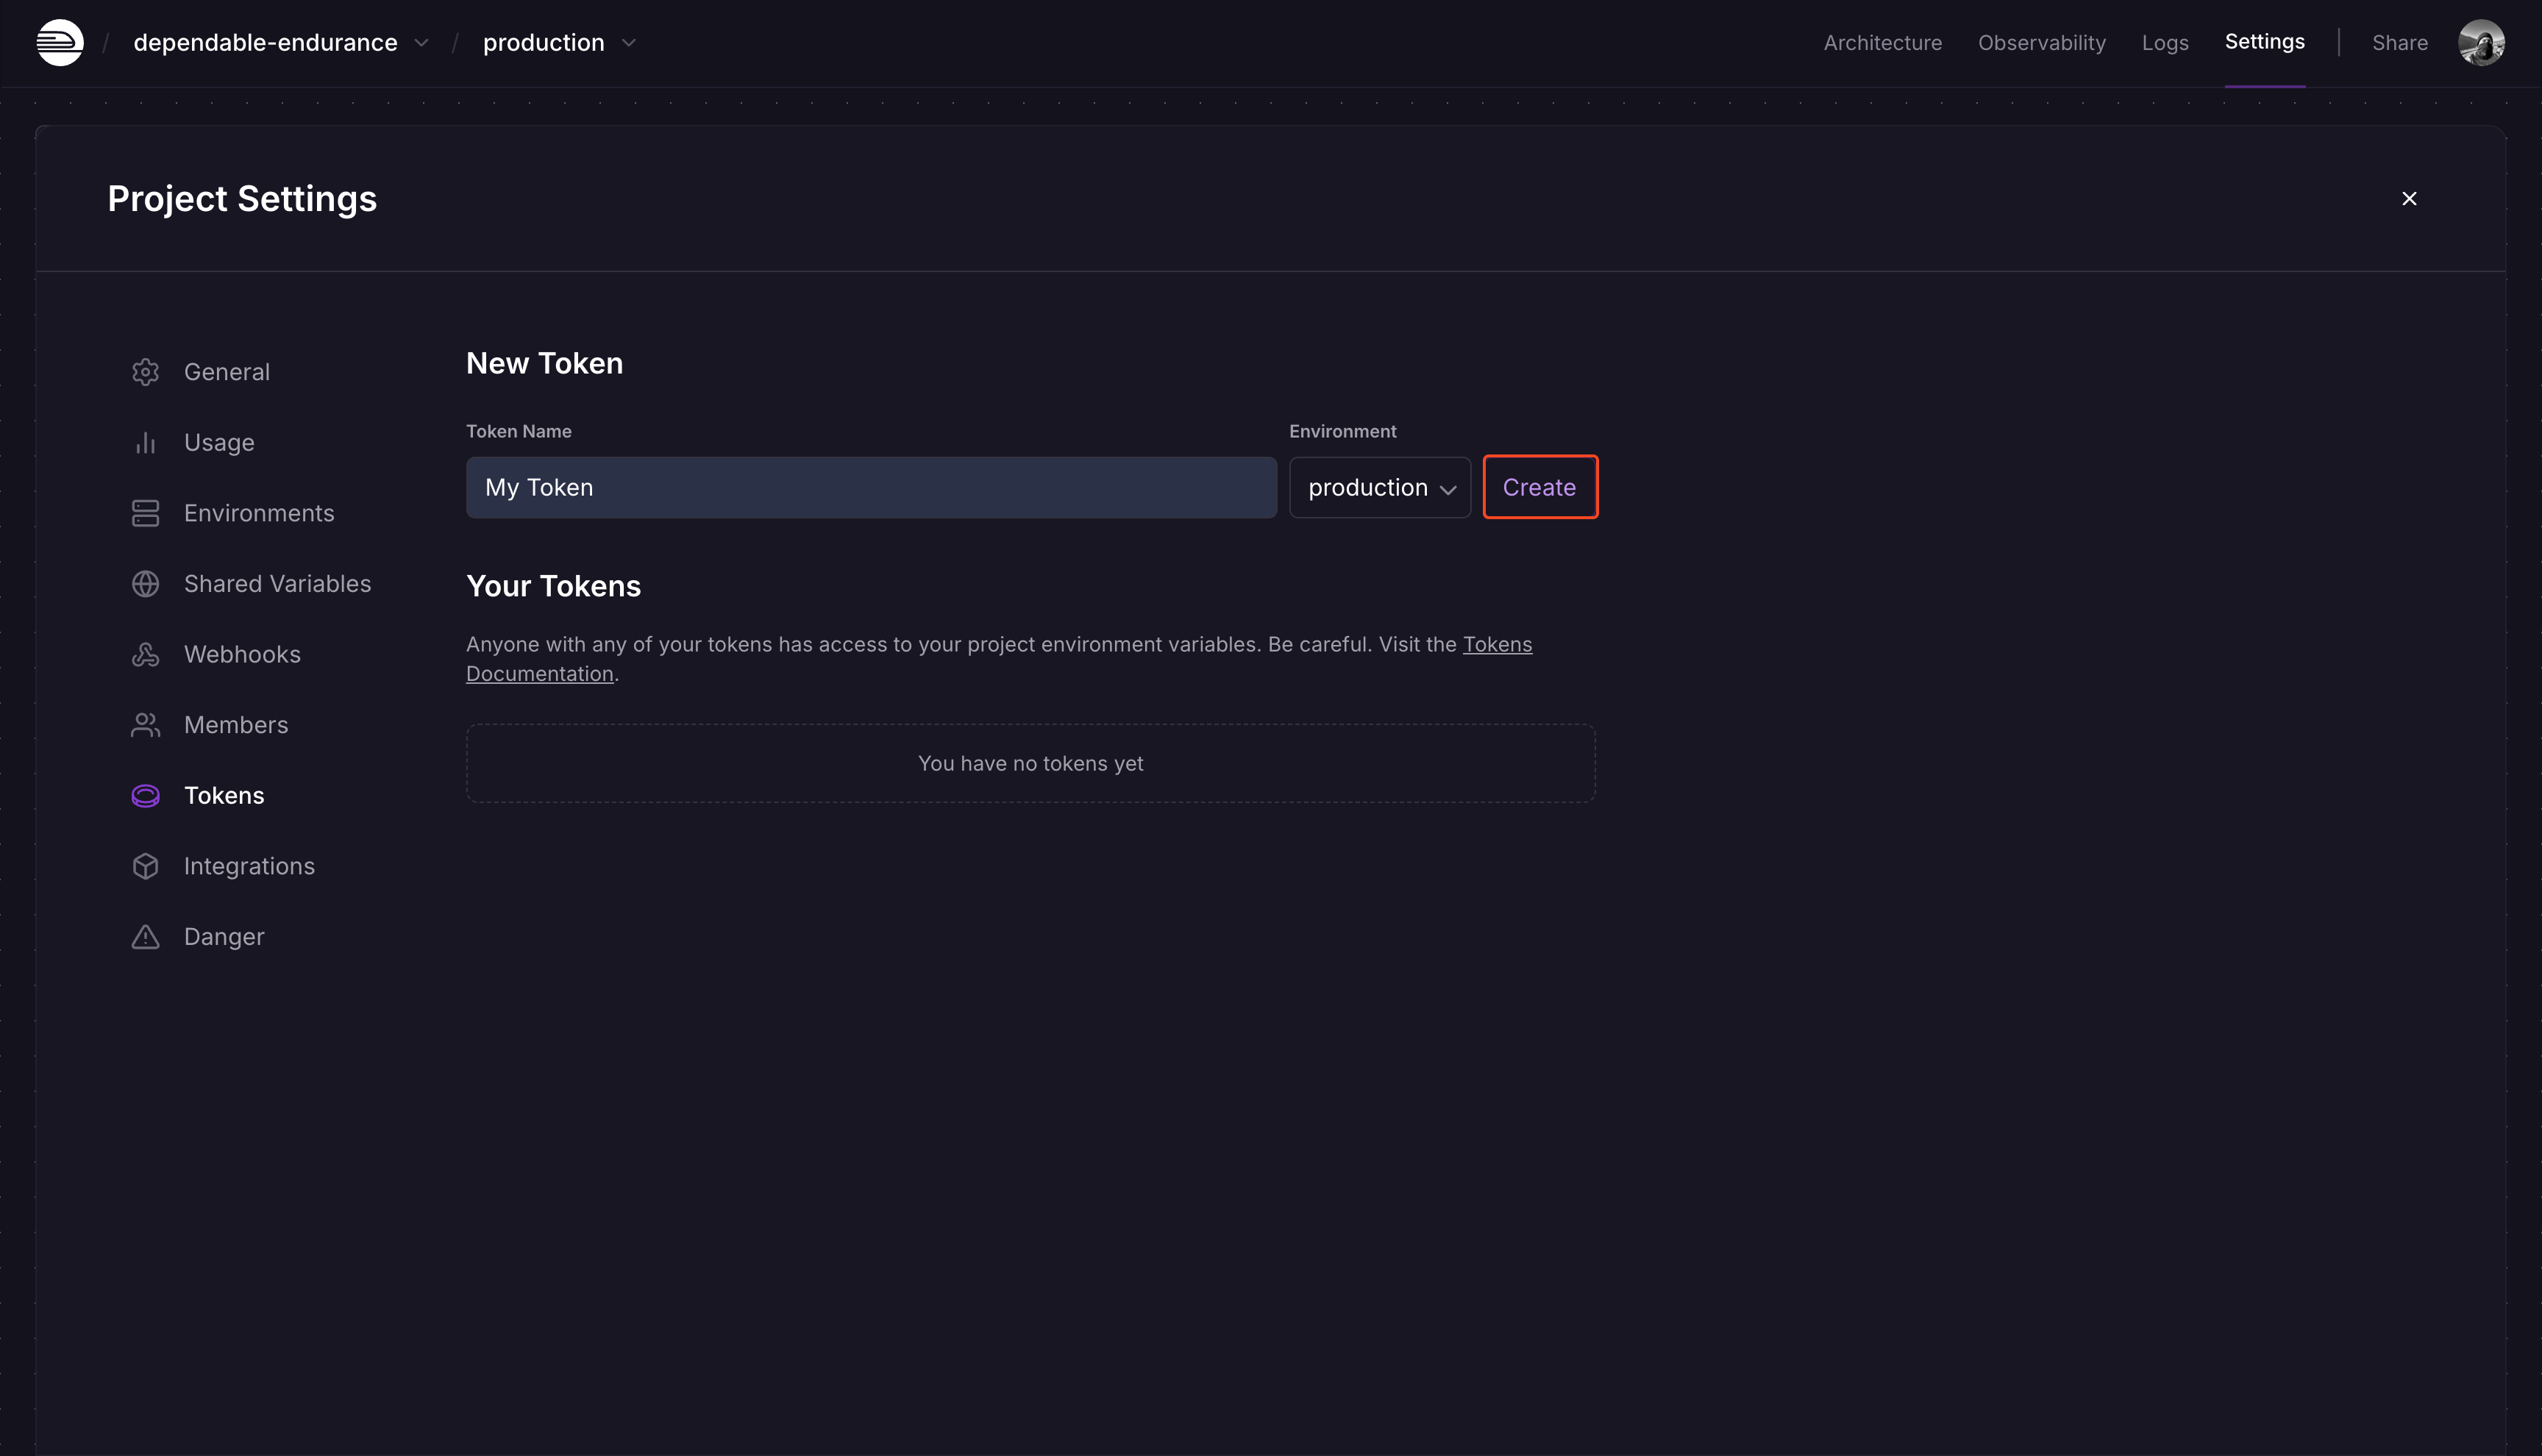 / dependable-endurance / production Architecture Observability Logs Settings | Share
Project Settings
General
Usage
Environments
Shared Variables
Webhooks
Members
Tokens
Integrations
Danger
New Token
Token Name Environment
My Token production Create
Your Tokens
Anyone with any of your tokens has access to your project environment variables. Be careful. Visit the Tokens
Documentation.
You have no tokens yet